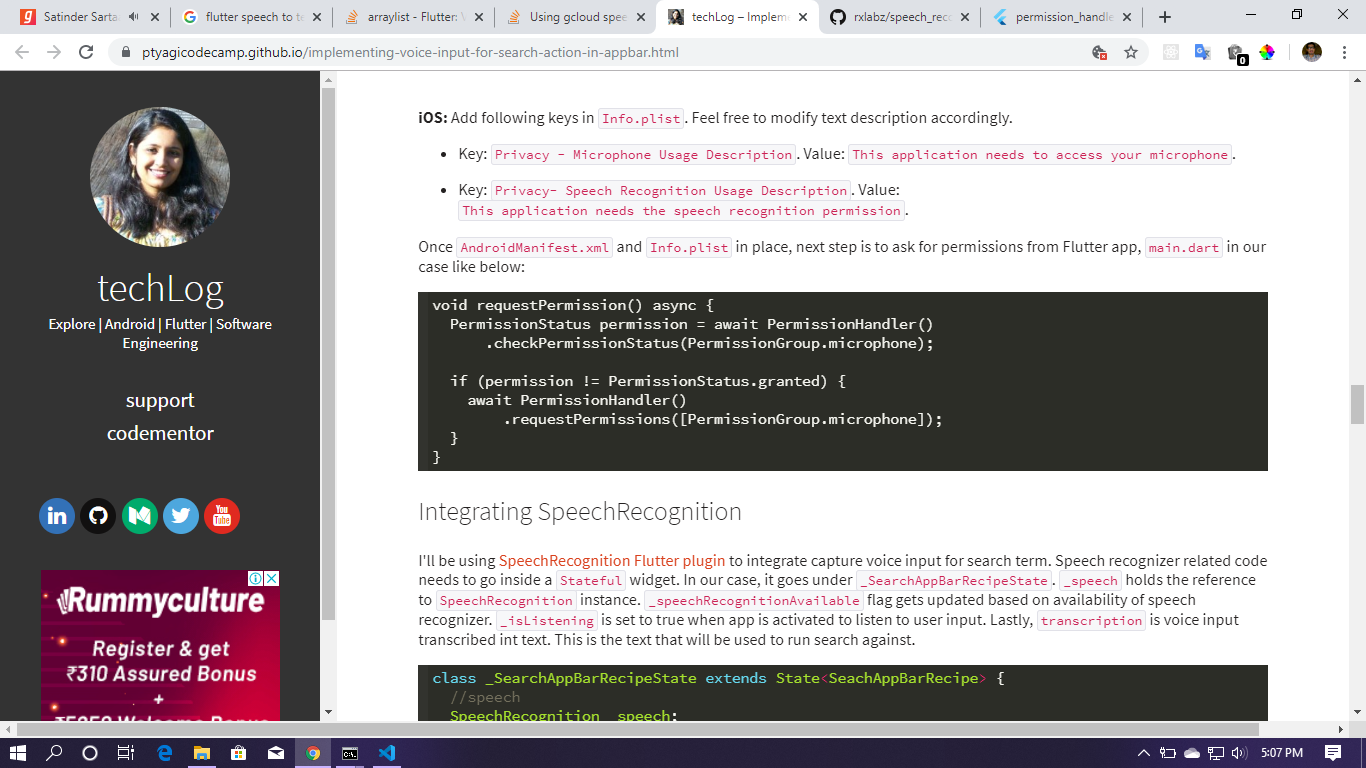 Satinder Sarta
flutter speech to te
arraylist - Flutter: V
Using gcloud spee
techLog – Implem
rxlabz/speech_rec
permission_handle
ptyagicodecamp.github.io/implementing-voice-input-for-search-action-in-appbar.html
0
techLog
Explore | Android | Flutter | Software
Engineering
support
codementor
in
You
Tube
Rummyculture
Register & get
₹310 Assured Bonus
+
₹5250 Welcome Bonus
iOS: Add following keys in Info.plist. Feel free to modify text description accordingly.
• Key: Privacy - Microphone Usage Description. Value: This application needs to access your microphone.
• Key: Privacy- Speech Recognition Usage Description. Value:
This application needs the speech recognition permission.
Once AndroidManifest.xml and Info.plist in place, next step is to ask for permissions from Flutter app, main.dart in our
case like below:
void requestPermission() async {
PermissionStatus permission = await PermissionHandler()
.checkPermissionStatus(PermissionGroup.microphone);
if (permission != PermissionStatus.granted) {
await PermissionHandler()
.requestPermissions([PermissionGroup.microphone]);
}
}
Integrating SpeechRecognition
I'll be using SpeechRecognition Flutter plugin to integrate capture voice input for search term. Speech recognizer related code
needs to go inside a Stateful widget. In our case, it goes under _SearchAppBarRecipeState. _speech holds the reference
to SpeechRecognition instance. _speechRecognitionAvailable flag gets updated based on availability of speech
recognizer. _isListening is set to true when app is activated to listen to user input. Lastly, transcription is voice input
transcribed int text. This is the text that will be used to run search against.
class _SearchAppBarRecipeState extends State<SeachAppBarRecipe> {
//speech
SpeechRecognition _speech;
5:07 PM